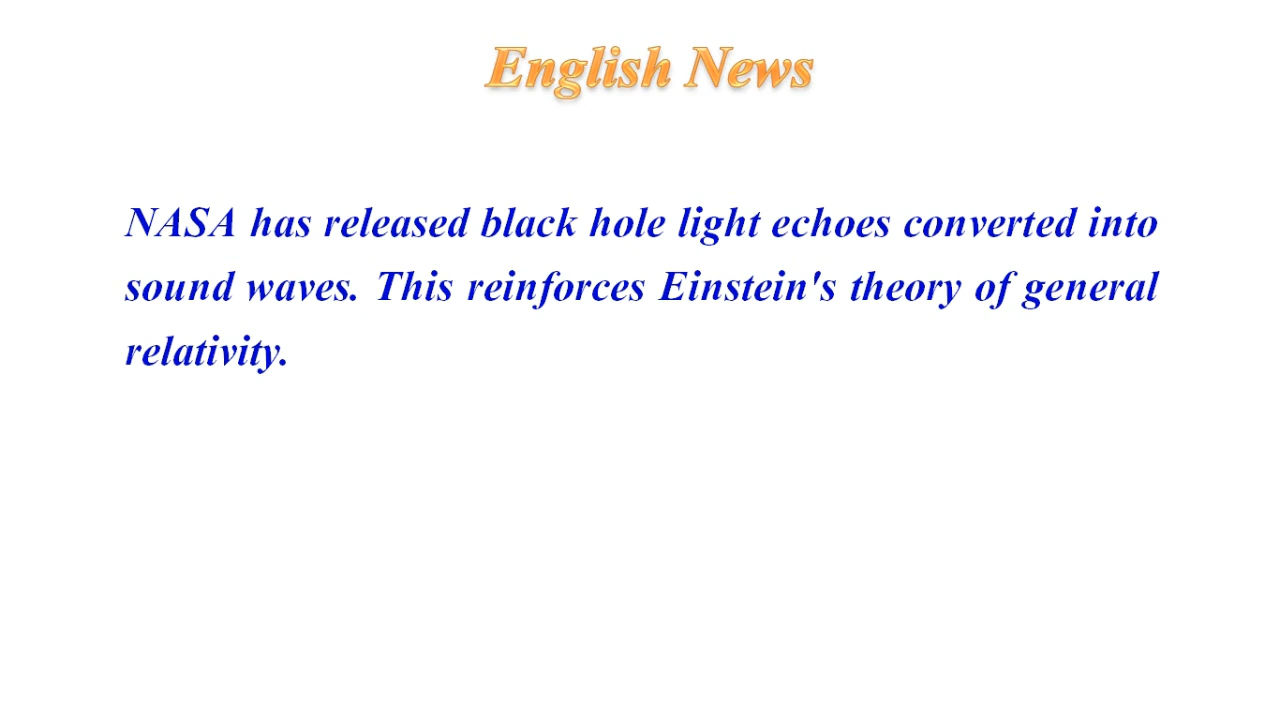 English News
NASA has released black hole light echoes converted into
sound waves. This reinforces Einstein's theory of general
relativity.